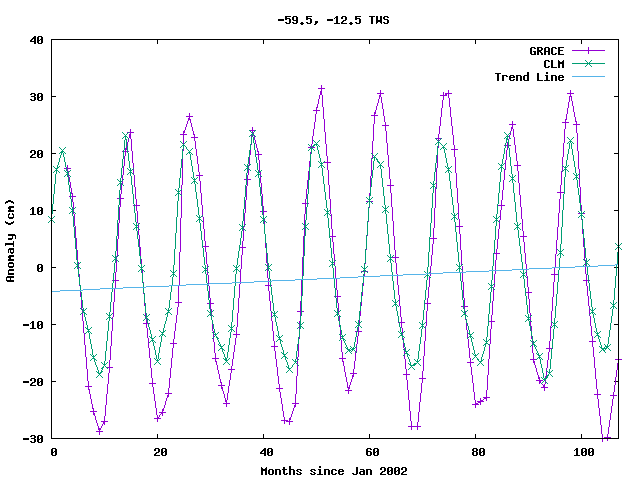 -59.5, -12.5 TWS
GRACE
CLM
Trend Line
40
30
20
10
0
-10
-20
-30
Anomaly (cm)
0 20 40 60 80 100
Months since Jan 2002